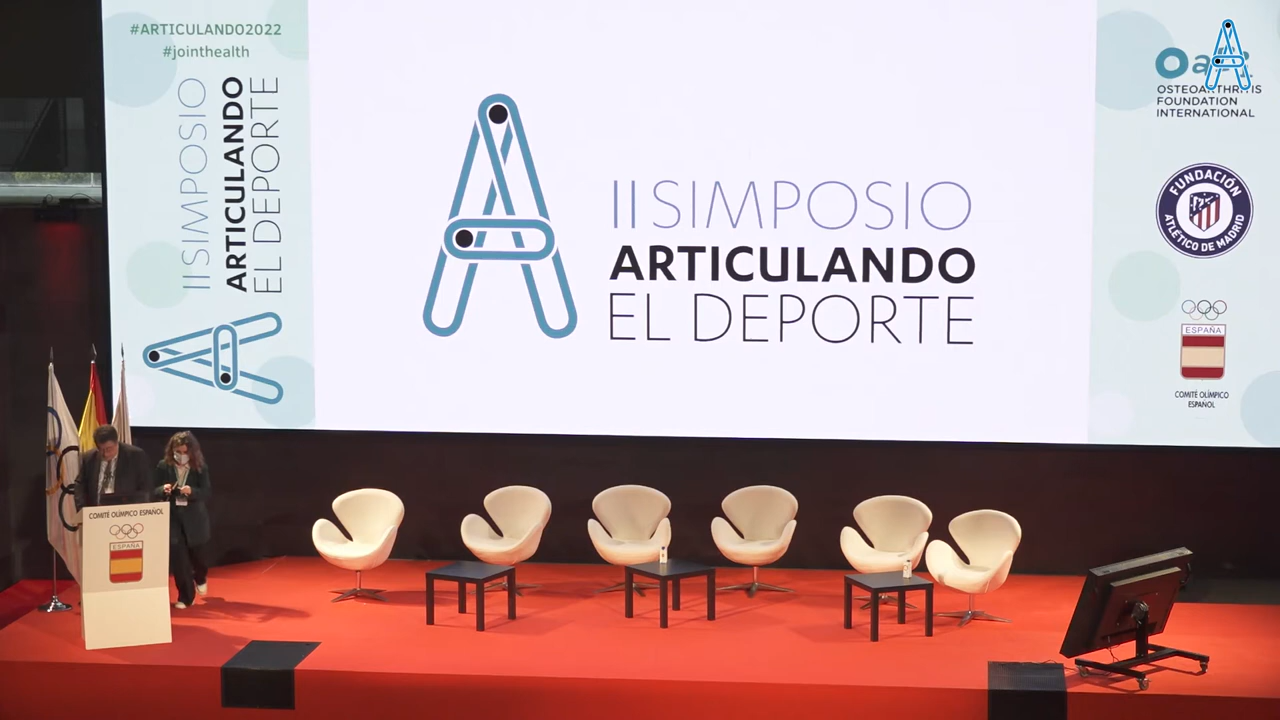 #ARTICULANDO2022
#jointhealth
II SIMPOSIO
ARTICULANDO
EL DEPORTE
II SIMPOSIO
ARTICULANDO
EL DEPORTE
OSTEOARTHRITIS
FOUNDATION
INTERNATIONAL
FUNDACIÓN
ATLÉTICO DE MADRID
ESPAÑA
COMITÉ OLÍMPICO
ESPAÑOL
COMITÉ OLÍMPICO ESPAÑOL
ESPAÑA